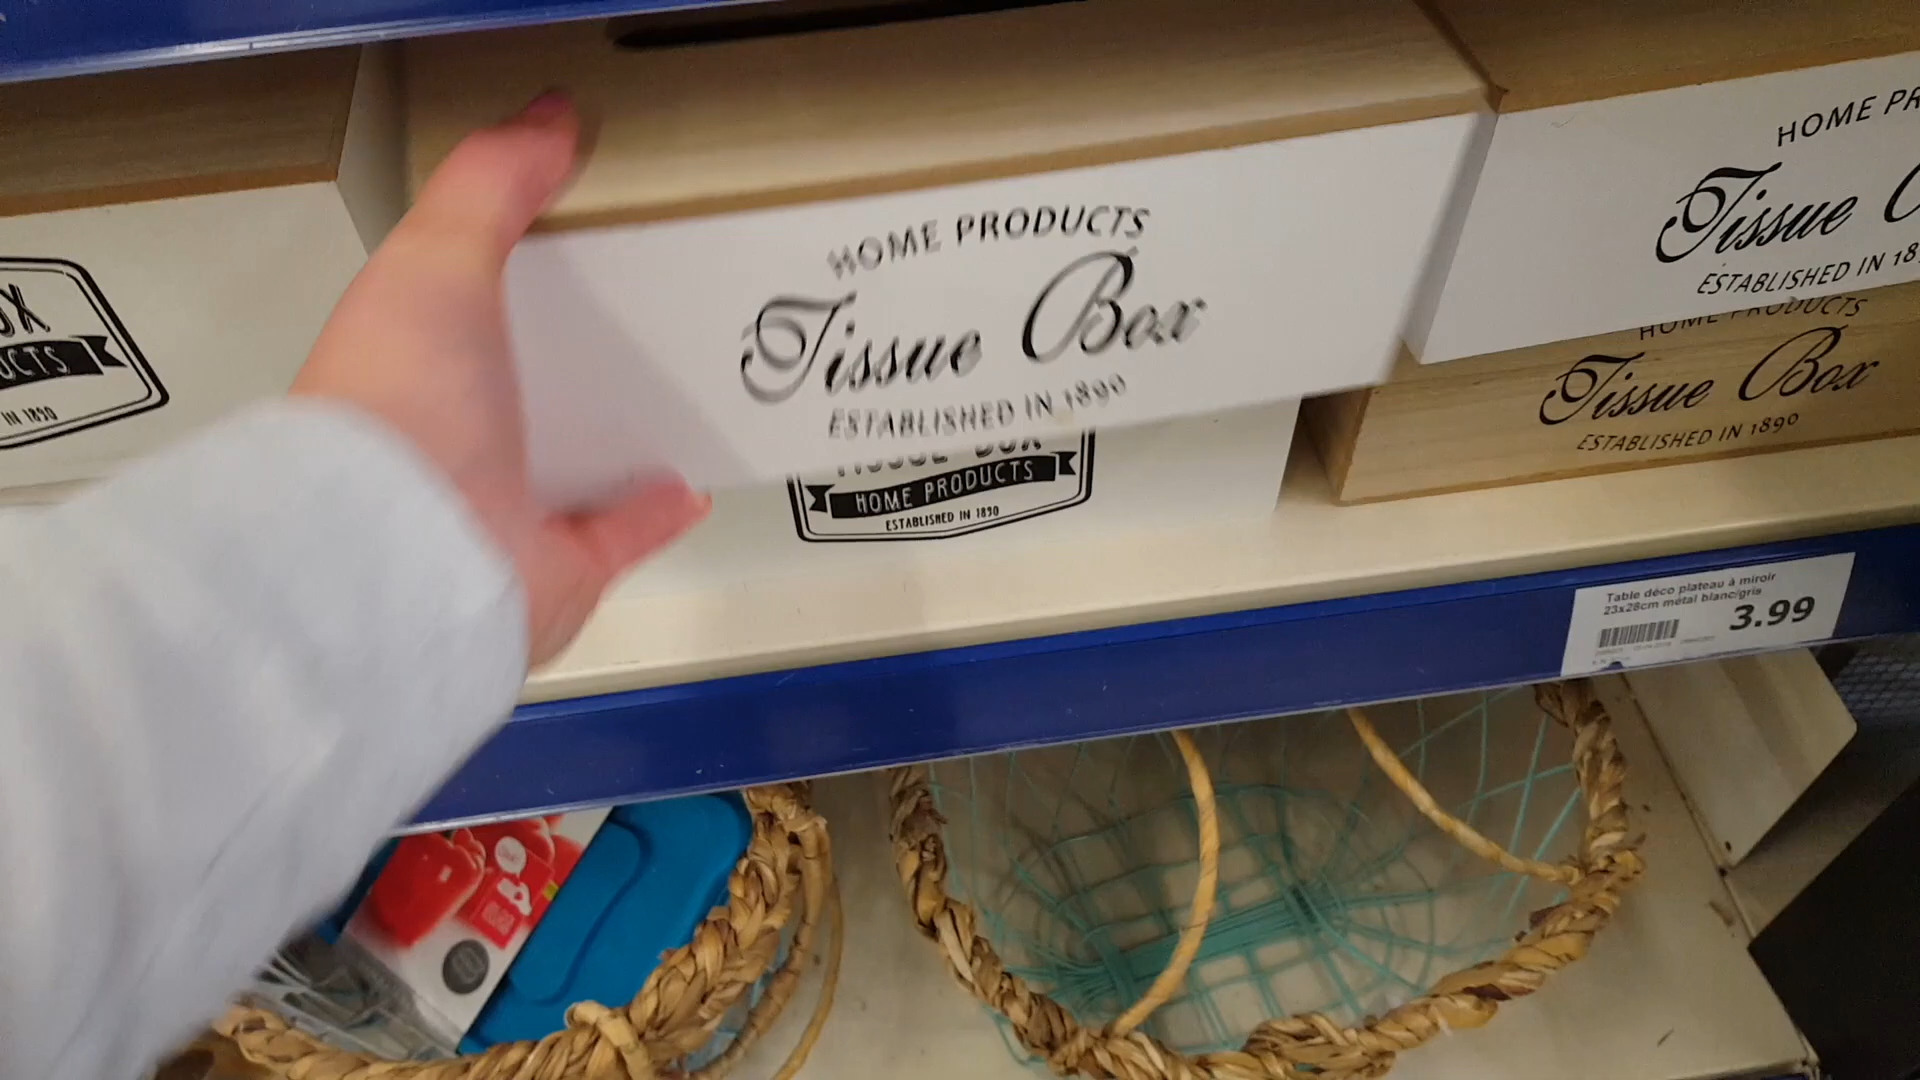 HOME PRODUCTS
Tissue Box
ESTABLISHED IN 1890
TISSUE BOX
HOME PRODUCTS
ESTABLISHED IN 1890
OX
UCTS
IN 1890
HOME PR
Tissue
ESTABLISHED IN 18
HOME PRODUCTS
Tissue Box
ESTABLISHED IN 1890
Table déco plateau à miroir
23x28cm métal blanc/gris
3.99